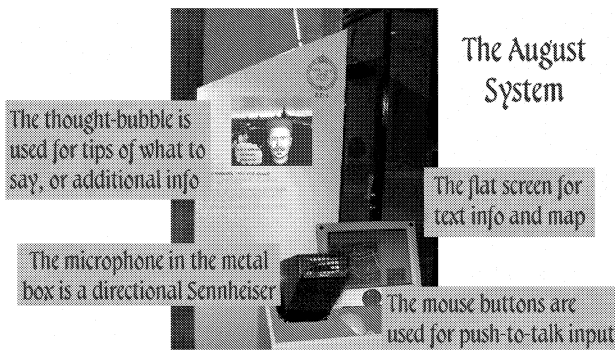 The August
System
The thought-bubble is
used for tips of what to
say, or additional info
The flat screen for
text info and map
The microphone in the metal
box is a directional Sennheiser
The mouse buttons are
used for push-to-talk input